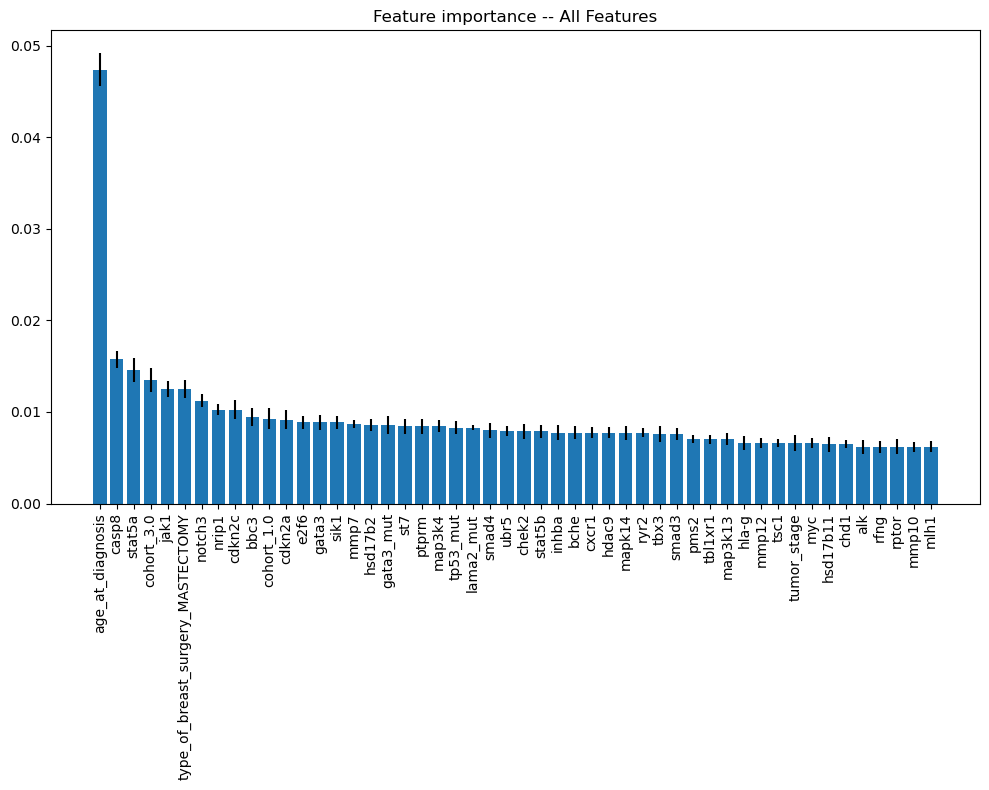 Feature importance -- All Features
0.05
0.04
0.03
0.02
0.01
0.00
age_at_diagnosis
casp8
stat5a
cohort_3.0
jak1
type_of_breast_surgery_MASTECTOMY
notch3
nrip1
cdkn2c
bbc3
cohort_1.0
cdkn2a
e2f6
gata3
sik1
mmp7
hsd17b2
gata3_mut
st7
ptprm
map3k4
tp53_mut
lama2_mut
smad4
ubr5
chek2
stat5b
inhba
bche
cxcr1
hdac9
mapk14
ryr2
tbx3
smad3
pms2
tbl1xr1
map3k13
hla-g
mmp12
tsc1
tumor_stage
myc
hsd17b11
chd1
alk
rfng
rptor
mmp10
mlh1